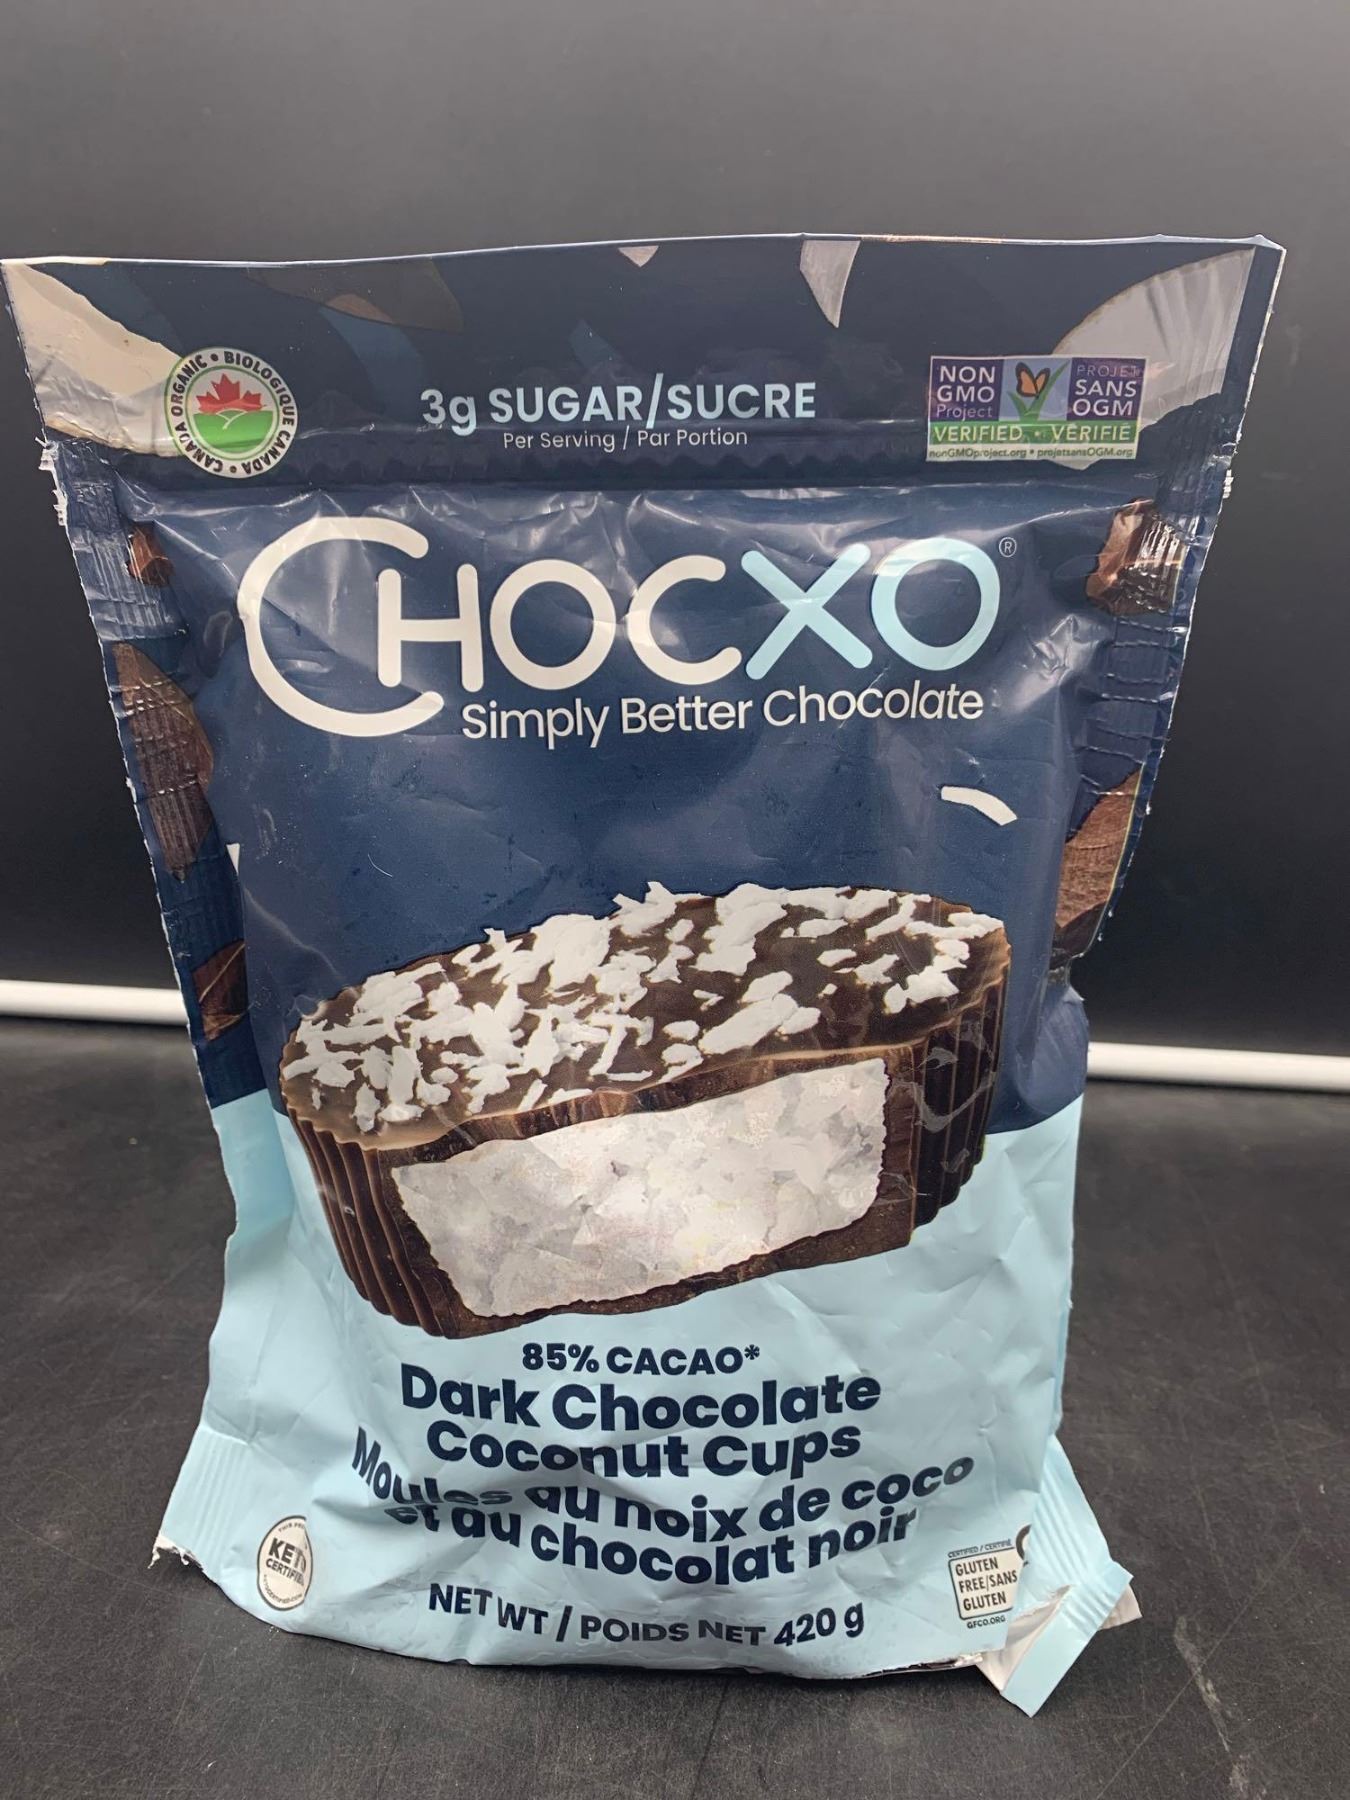 CANADA ORGANIC • BIOLOGIQUE CANADA •
3g SUGAR/SUCRE
Per Serving / Par Portion
NON
GMO
Project
PROJET
SANS
OGM
VERIFIED • VÉRIFIÉ
nonGMOproject.org • projetsansOGM.org
CHOCXO®
Simply Better Chocolate
85% CACAO*
Dark Chocolate
Coconut Cups
Moules au noix de coco
et au chocolat noir
NET WT / POIDS NET 420 g
KETO
CERTIFIED
CERTIFIED / CERTIFIÉ
GLUTEN
FREE/SANS
GLUTEN
GFCO.ORG